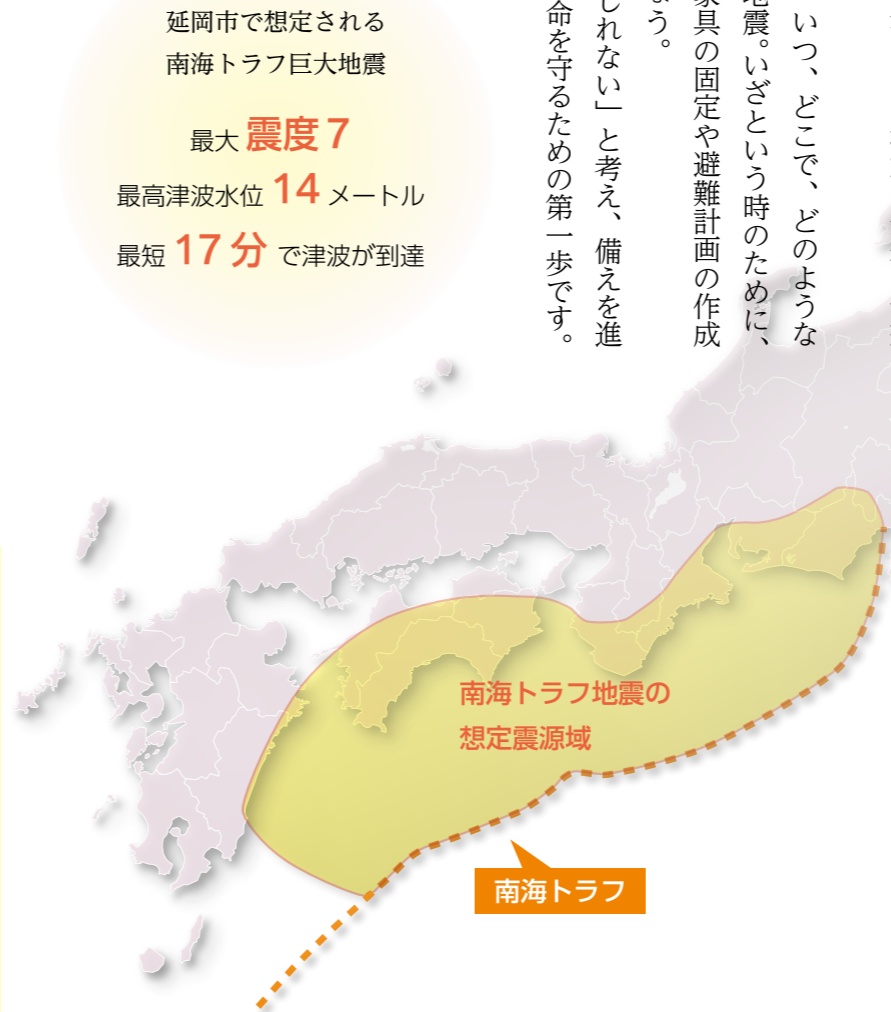 いつ、どこで、どのような
地震。いざという時のために、
家具の固定や避難計画の作成
よう。
しれない」と考え、備えを進
命を守るための第一歩です。
延岡市で想定される
南海トラフ巨大地震
最大 震度7
最高津波水位 14 メートル
最短 17分 で津波が到達
南海トラフ地震の
想定震源域
南海トラフ